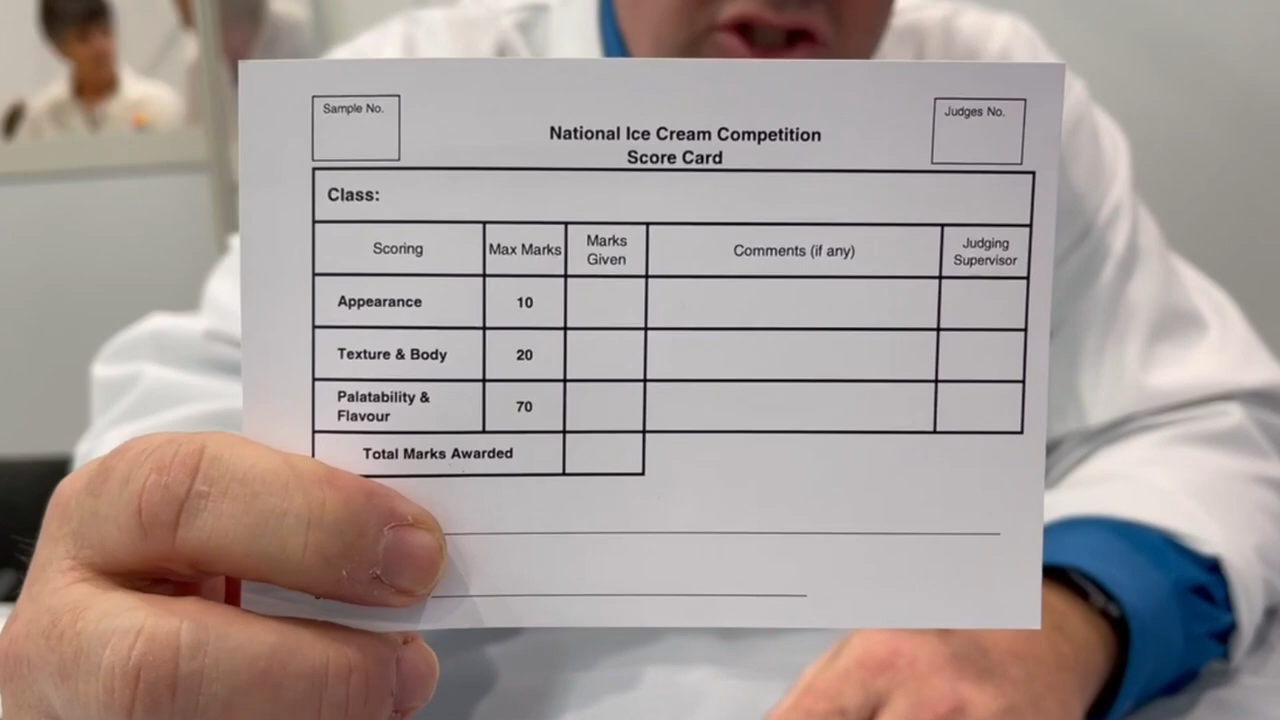 Sample No.
Judges No.
National Ice Cream Competition
Score Card
Class:
Scoring
Max Marks
Marks
Given
Comments (if any)
Judging
Supervisor
Appearance
10
Texture & Body
20
Palatability &
Flavour
70
Total Marks Awarded